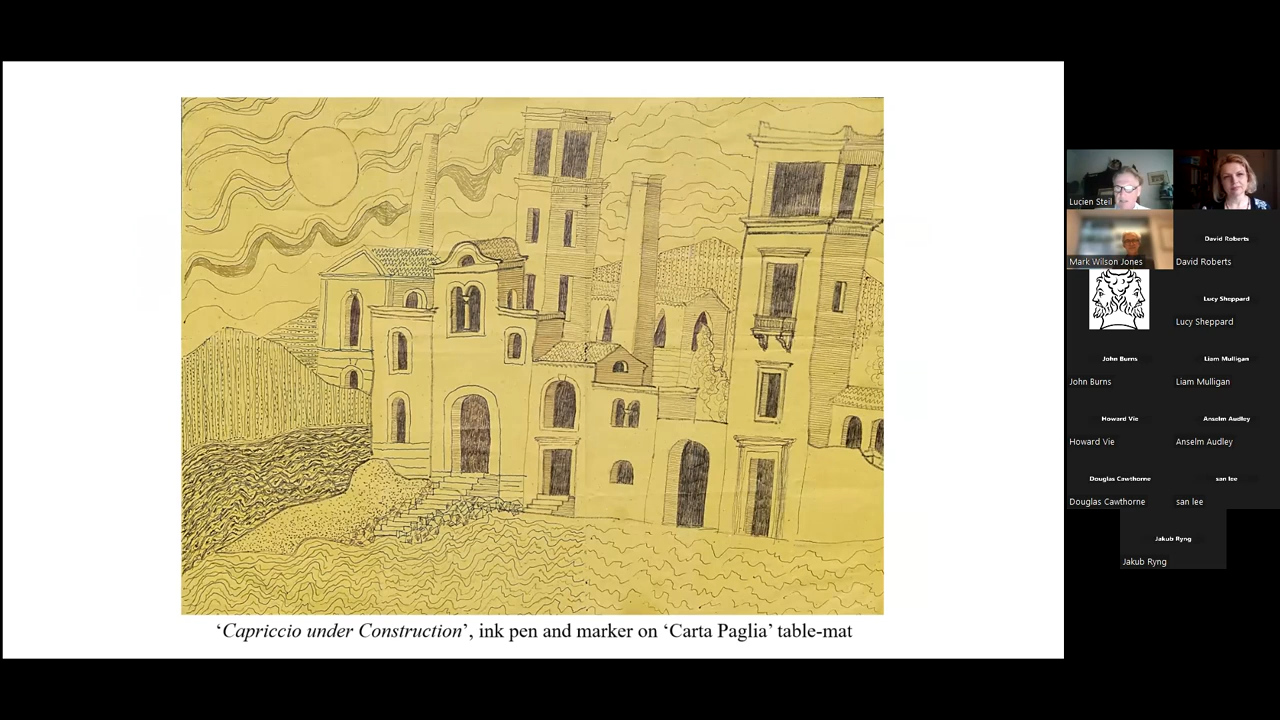 ‘Capriccio under Construction’, ink pen and marker on ‘Carta Paglia’ table-mat
Lucien Steil
Mark Wilson Jones
David Roberts
David Roberts
Lucy Sheppard
Lucy Sheppard
John Burns
John Burns
Liam Mulligan
Liam Mulligan
Howard Vie
Howard Vie
Anselm Audley
Anselm Audley
Douglas Cawthorne
Douglas Cawthorne
san lee
san lee
Jakub Ryng
Jakub Ryng